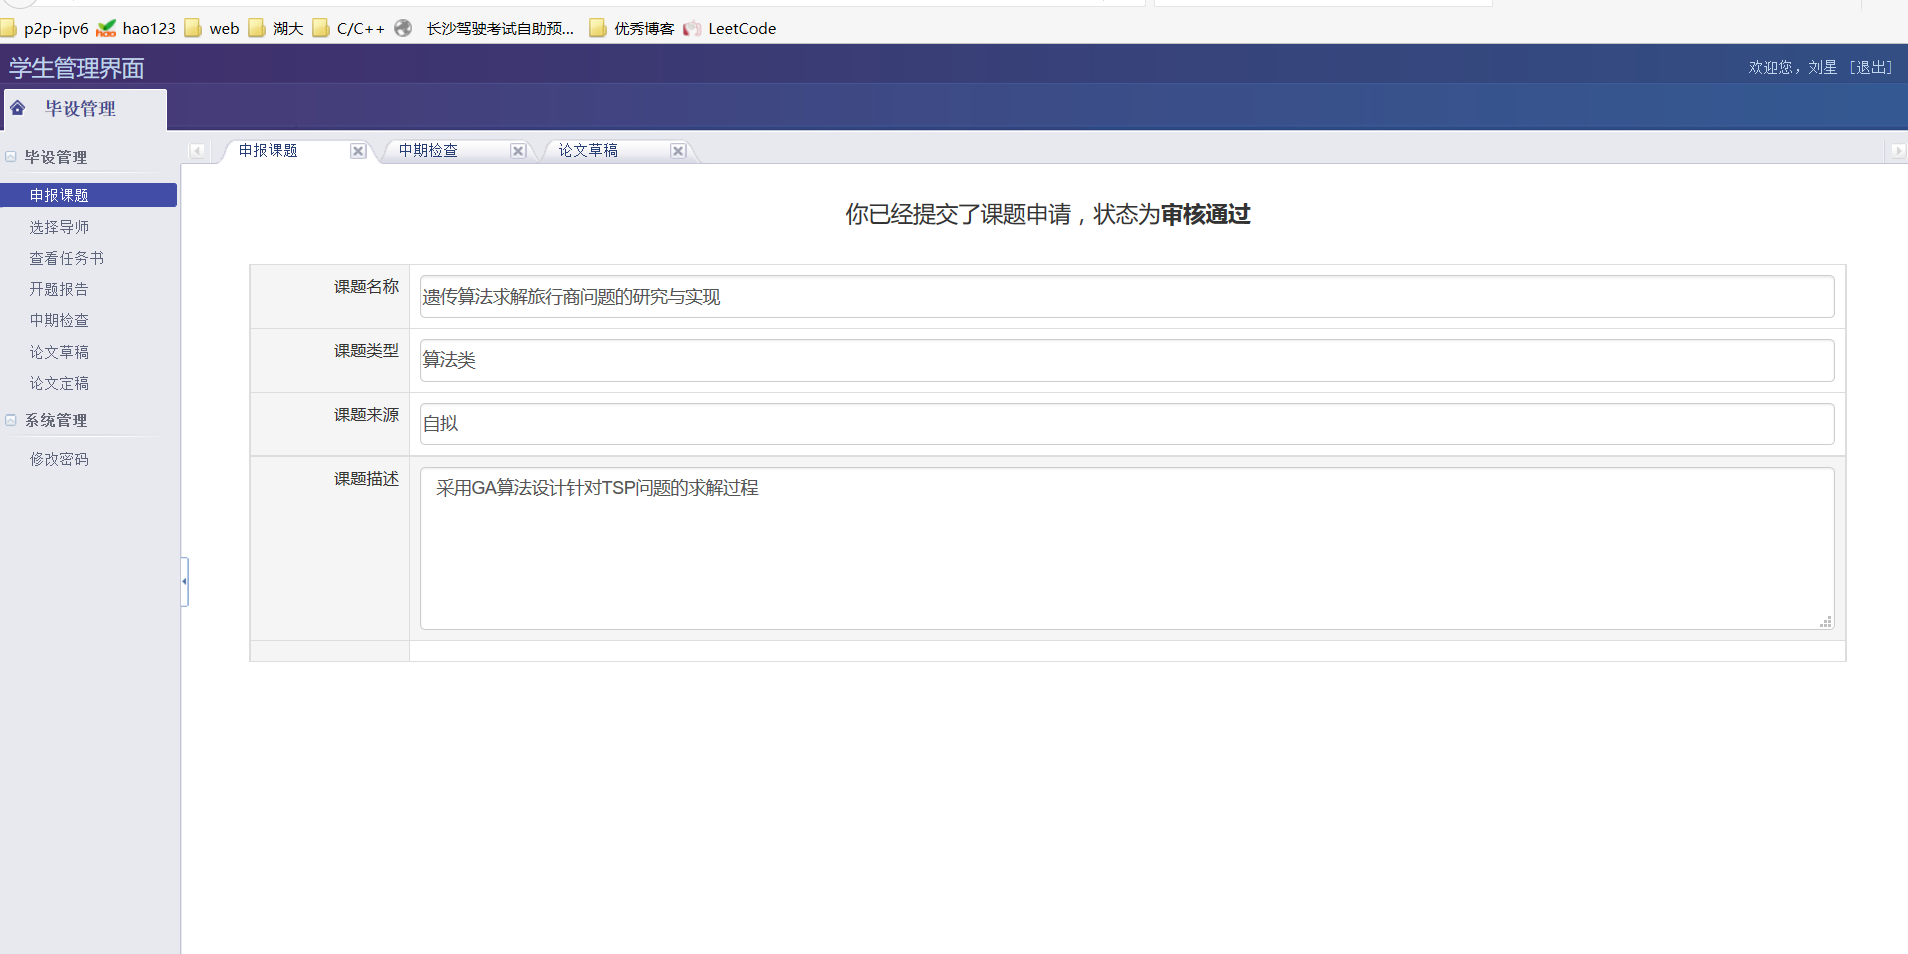 p2p-ipv6 hao123 web 湖大 C/C++ 长沙驾驶考试自助预... 优秀博客 LeetCode
学生管理界面 欢迎您，刘星 [退出]
毕设管理
毕设管理
申报课题
选择导师
查看任务书
开题报告
中期检查
论文草稿
论文定稿
系统管理
修改密码
申报课题 中期检查 论文草稿
你已经提交了课题申请，状态为审核通过
课题名称 遗传算法求解旅行商问题的研究与实现
课题类型 算法类
课题来源 自拟
课题描述 采用GA算法设计针对TSP问题的求解过程